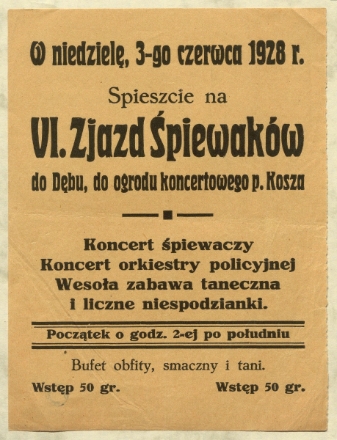 W niedzielę, 3-go czerwca 1928 r.
Spieszcie na
VI. Zjazd Śpiewaków
do Dębu, do ogrodu koncertowego p. Kosza
Koncert śpiewaczy
Koncert orkiestry policyjnej
Wesoła zabawa taneczna
i liczne niespodzianki.
Początek o godz. 2-ej po południu
Bufet obfity, smaczny i tani.
Wstęp 50 gr. Wstęp 50 gr.